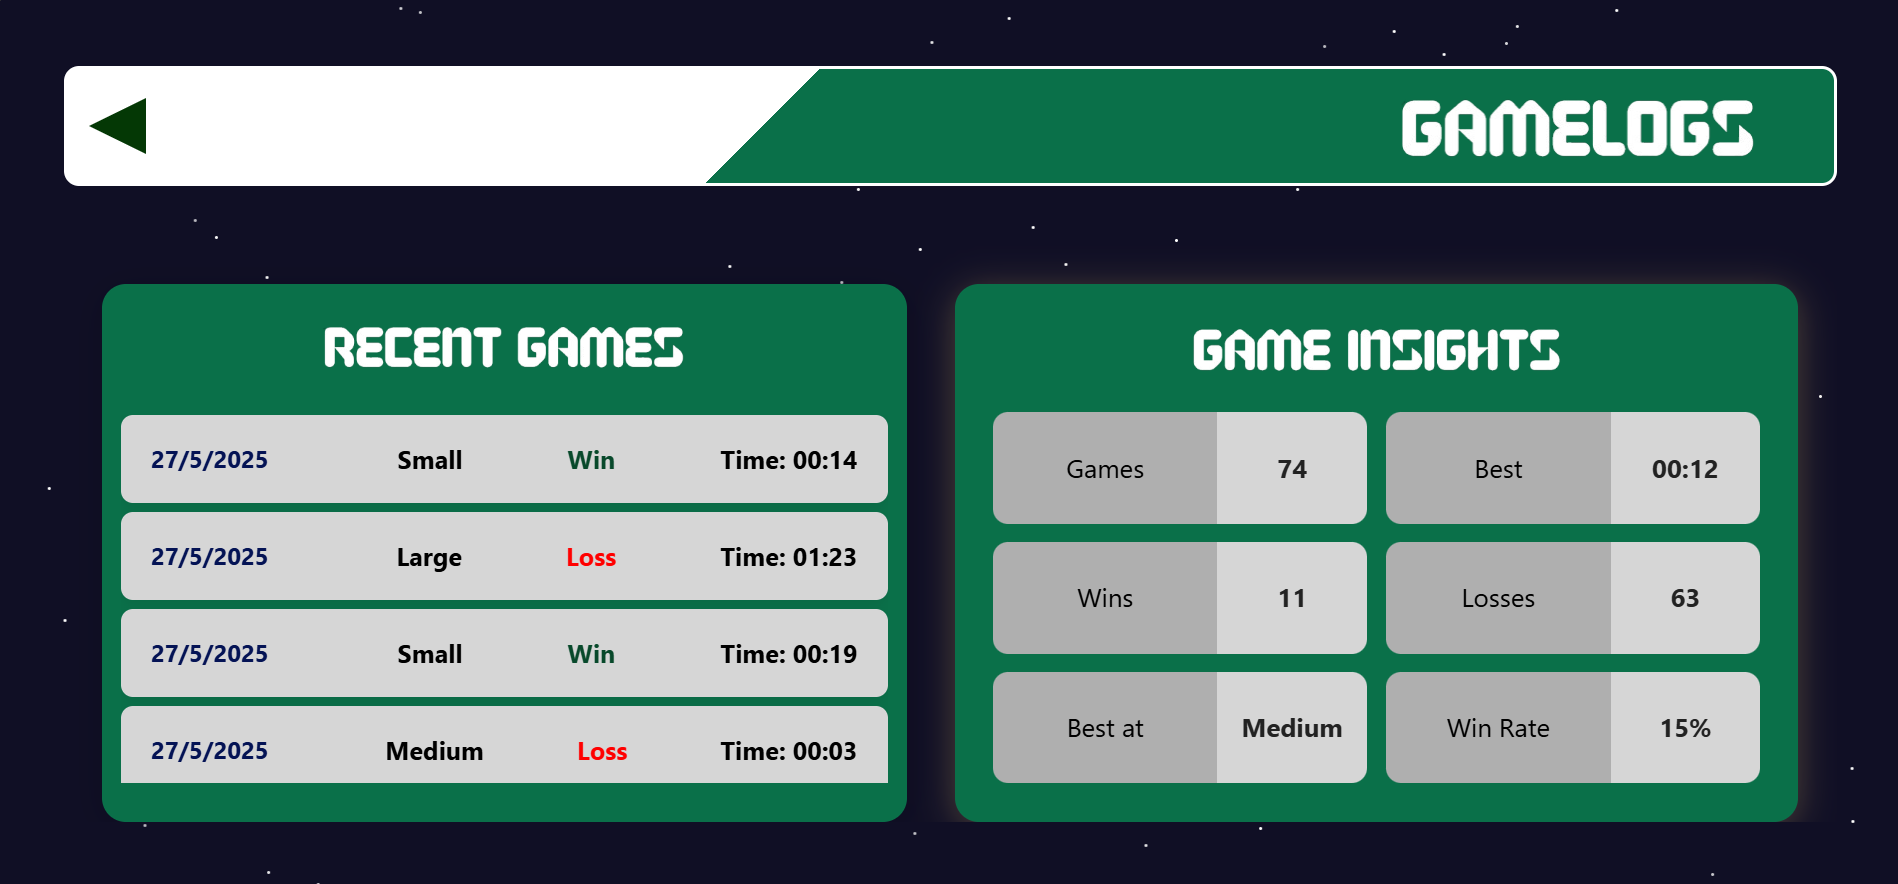 GAMELOGS
RECENT GAMES
27/5/2025 Small Win Time: 00:14
27/5/2025 Large Loss Time: 01:23
27/5/2025 Small Win Time: 00:19
27/5/2025 Medium Loss Time: 00:03
GAME INSIGHTS
Games 74 Best 00:12
Wins 11 Losses 63
Best at Medium Win Rate 15%